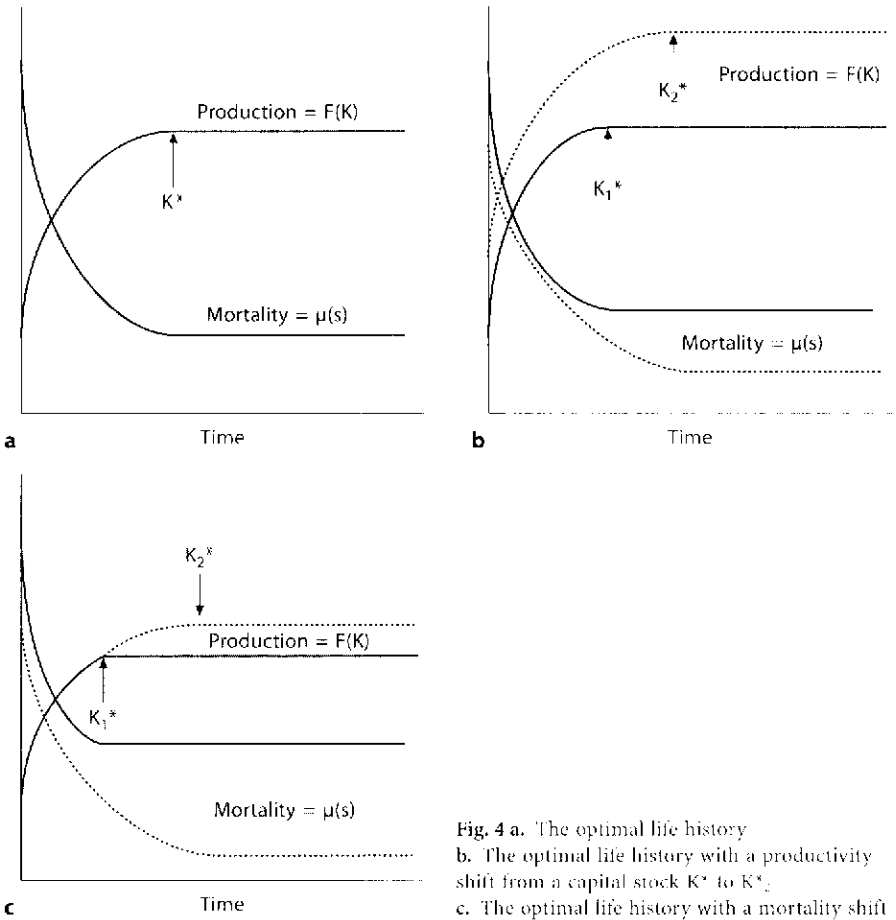 Production = F(K)
K*
Mortality = μ(s)
a
Time
K₂*
Production = F(K)
K₁*
Mortality = μ(s)
b
Time
K₂*
Production = F(K)
K₁*
Mortality = μ(s)
c
Time
Fig. 4 a. The optimal life history
b. The optimal life history with a productivity
shift from a capital stock K* to K*₂
c. The optimal life history with a mortality shift